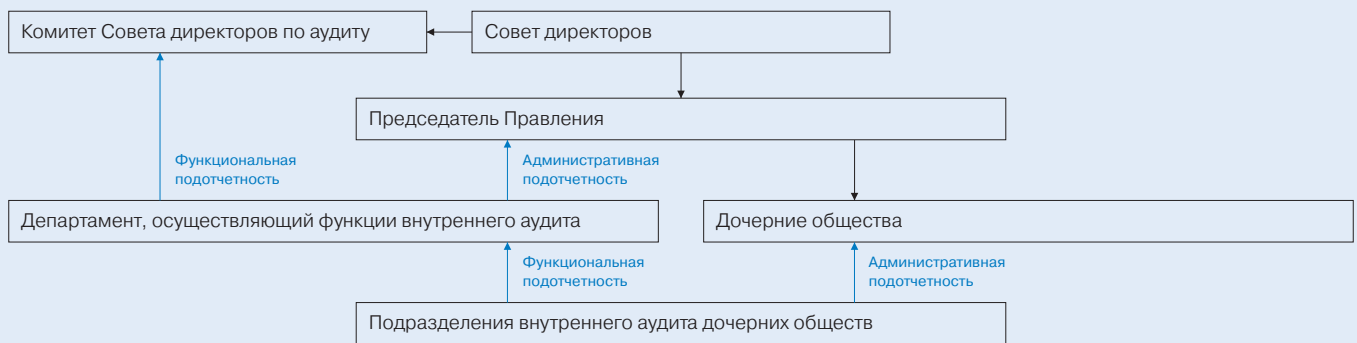 Комитет Совета директоров по аудиту
Совет директоров
Председатель Правления
Функциональная
подотчетность
Административная
подотчетность
Департамент, осуществляющий функции внутреннего аудита
Дочерние общества
Функциональная
подотчетность
Административная
подотчетность
Подразделения внутреннего аудита дочерних обществ